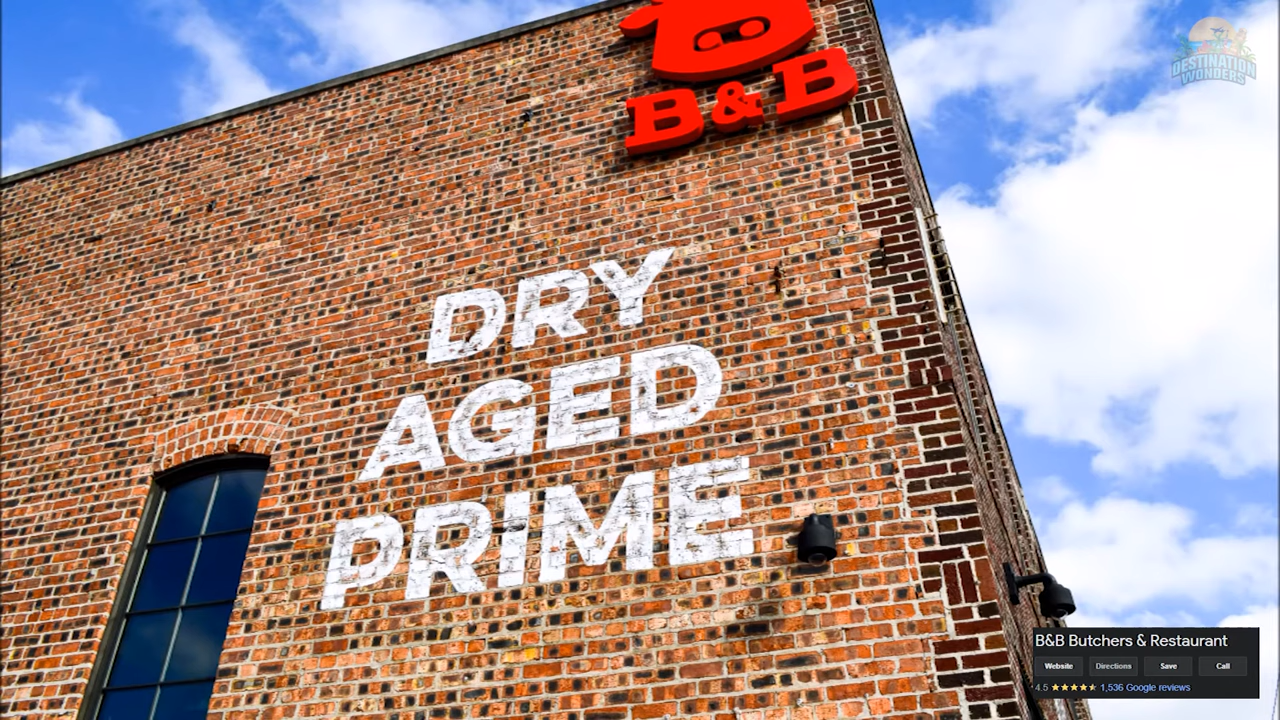 DESTINATION
WONDERS
B&B
DRY
AGED
PRIME
B&B Butchers & Restaurant
Website Directions Save Call
4.5 ★★★★★ 1,536 Google reviews